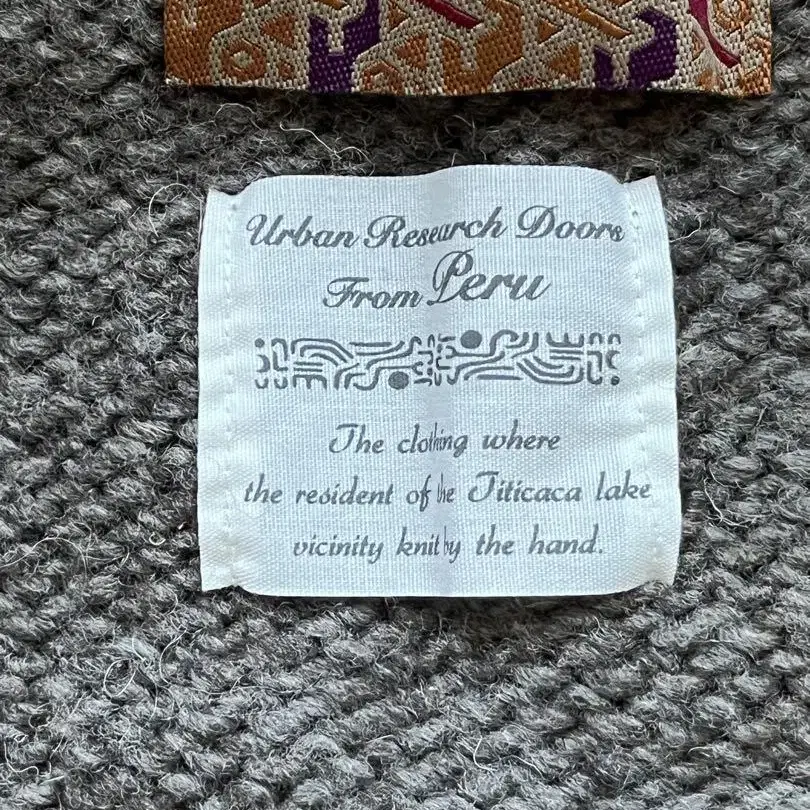 Urban Research Doors
From Peru
The clothing where
the resident of the Titicaca lake
vicinity knit by the hand.